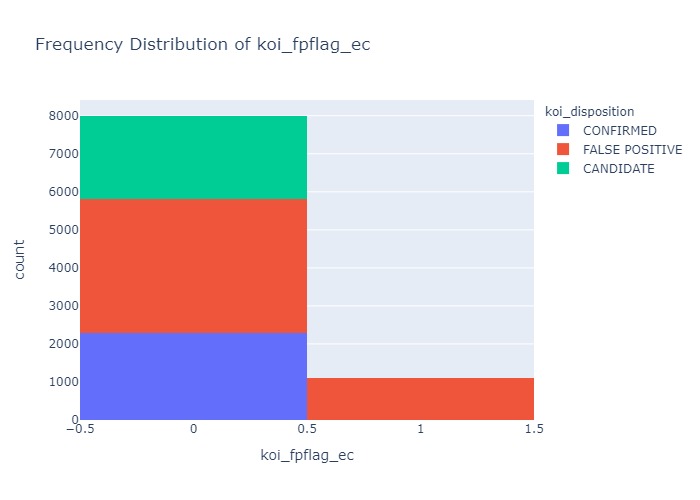 Frequency Distribution of koi_fpflag_ec
koi_disposition
CONFIRMED
FALSE POSITIVE
CANDIDATE
8000
7000
6000
5000
4000
3000
2000
1000
0
count
−0.5
0
0.5
1
1.5
koi_fpflag_ec